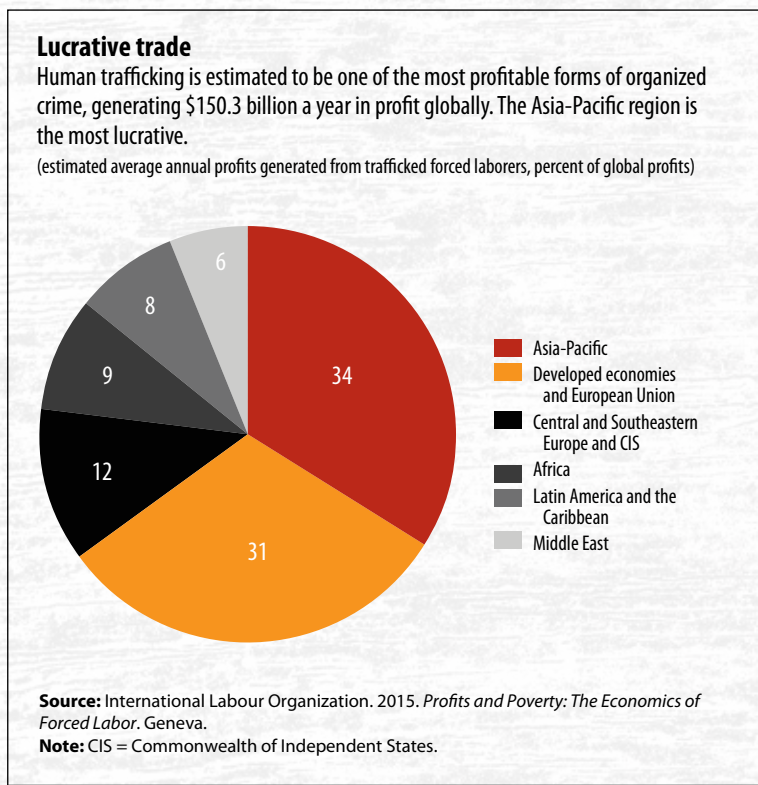 Lucrative trade
Human trafficking is estimated to be one of the most profitable forms of organized
crime, generating $150.3 billion a year in profit globally. The Asia-Pacific region is
the most lucrative.
(estimated average annual profits generated from trafficked forced laborers, percent of global profits)
6
8
34
9
12
31
Asia-Pacific
Developed economies
and European Union
Central and Southeastern
Europe and CIS
Africa
Latin America and the
Caribbean
Middle East
Source: International Labour Organization. 2015. Profits and Poverty: The Economics of
Forced Labor. Geneva.
Note: CIS = Commonwealth of Independent States.